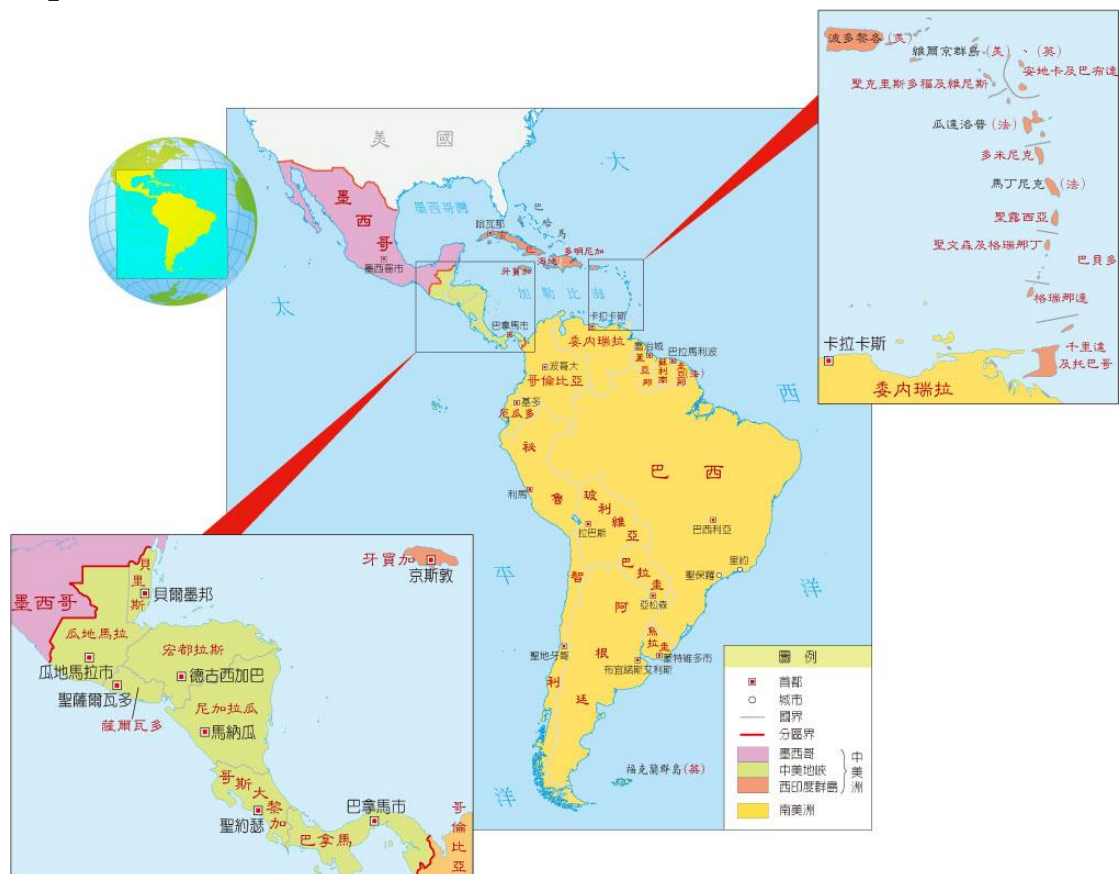 波多黎各(美)
維爾京群島(美)、(英)
安地卡及巴布達
聖克里斯多福及維尼斯
瓜達洛普(法)
多米尼克
馬丁尼克(法)
聖露西亞
聖文森及格瑞那丁
巴貝多
格瑞那達
千里達
及托巴哥
卡拉卡斯
委內瑞拉
美國
太
西
洋
太
平
洋
墨西哥
墨西哥灣
墨西哥市
哈瓦那
古巴
巴哈馬
海地
多明尼加
牙買加
加勒比海
巴拿馬市
卡拉卡斯
委內瑞拉
喬治城
巴拉馬利波
蓋亞那
蘇利南
圭亞那(法)
波哥大
哥倫比亞
基多
厄瓜多
秘魯
利馬
巴西
巴西利亞
玻利維亞
拉巴斯
里約
聖保羅
巴拉圭
亞松森
智利
阿根廷
烏拉圭
聖地牙哥
布宜諾斯艾利斯
蒙特維多市
福克蘭群島(英)
牙買加
京斯敦
墨西哥
貝里斯
貝爾墨邦
瓜地馬拉
瓜地馬拉市
宏都拉斯
德古西加巴
聖薩爾瓦多
薩爾瓦多
尼加拉瓜
馬納瓜
哥斯大黎加
聖約瑟
巴拿馬市
巴拿馬
哥倫比亞
圖例
首都
城市
國界
分區界
墨西哥
中美地峽
西印度群島
中美洲
南美洲